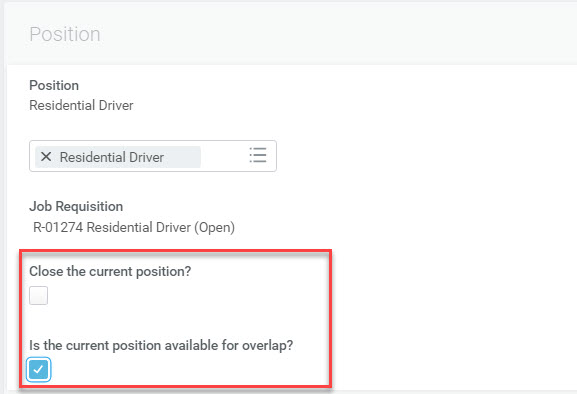 Position
Position
Residential Driver
Residential Driver
Job Requisition
R-01274 Residential Driver (Open)
Close the current position?
Is the current position available for overlap?